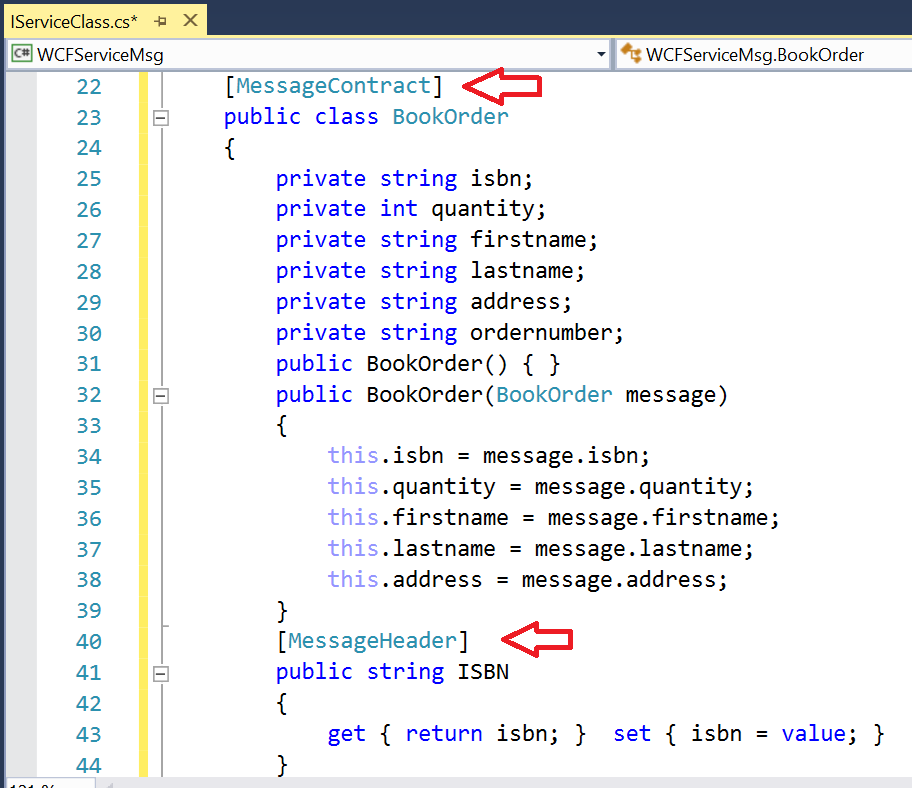 IServiceClass.cs*
C# WCFServiceMsg WCFServiceMsg.BookOrder
22 [MessageContract]
23 public class BookOrder
24 {
25 private string isbn;
26 private int quantity;
27 private string firstname;
28 private string lastname;
29 private string address;
30 private string ordernumber;
31 public BookOrder() { }
32 public BookOrder(BookOrder message)
33 {
34 this.isbn = message.isbn;
35 this.quantity = message.quantity;
36 this.firstname = message.firstname;
37 this.lastname = message.lastname;
38 this.address = message.address;
39 }
40 [MessageHeader]
41 public string ISBN
42 {
43 get { return isbn; } set { isbn = value; }
44 }